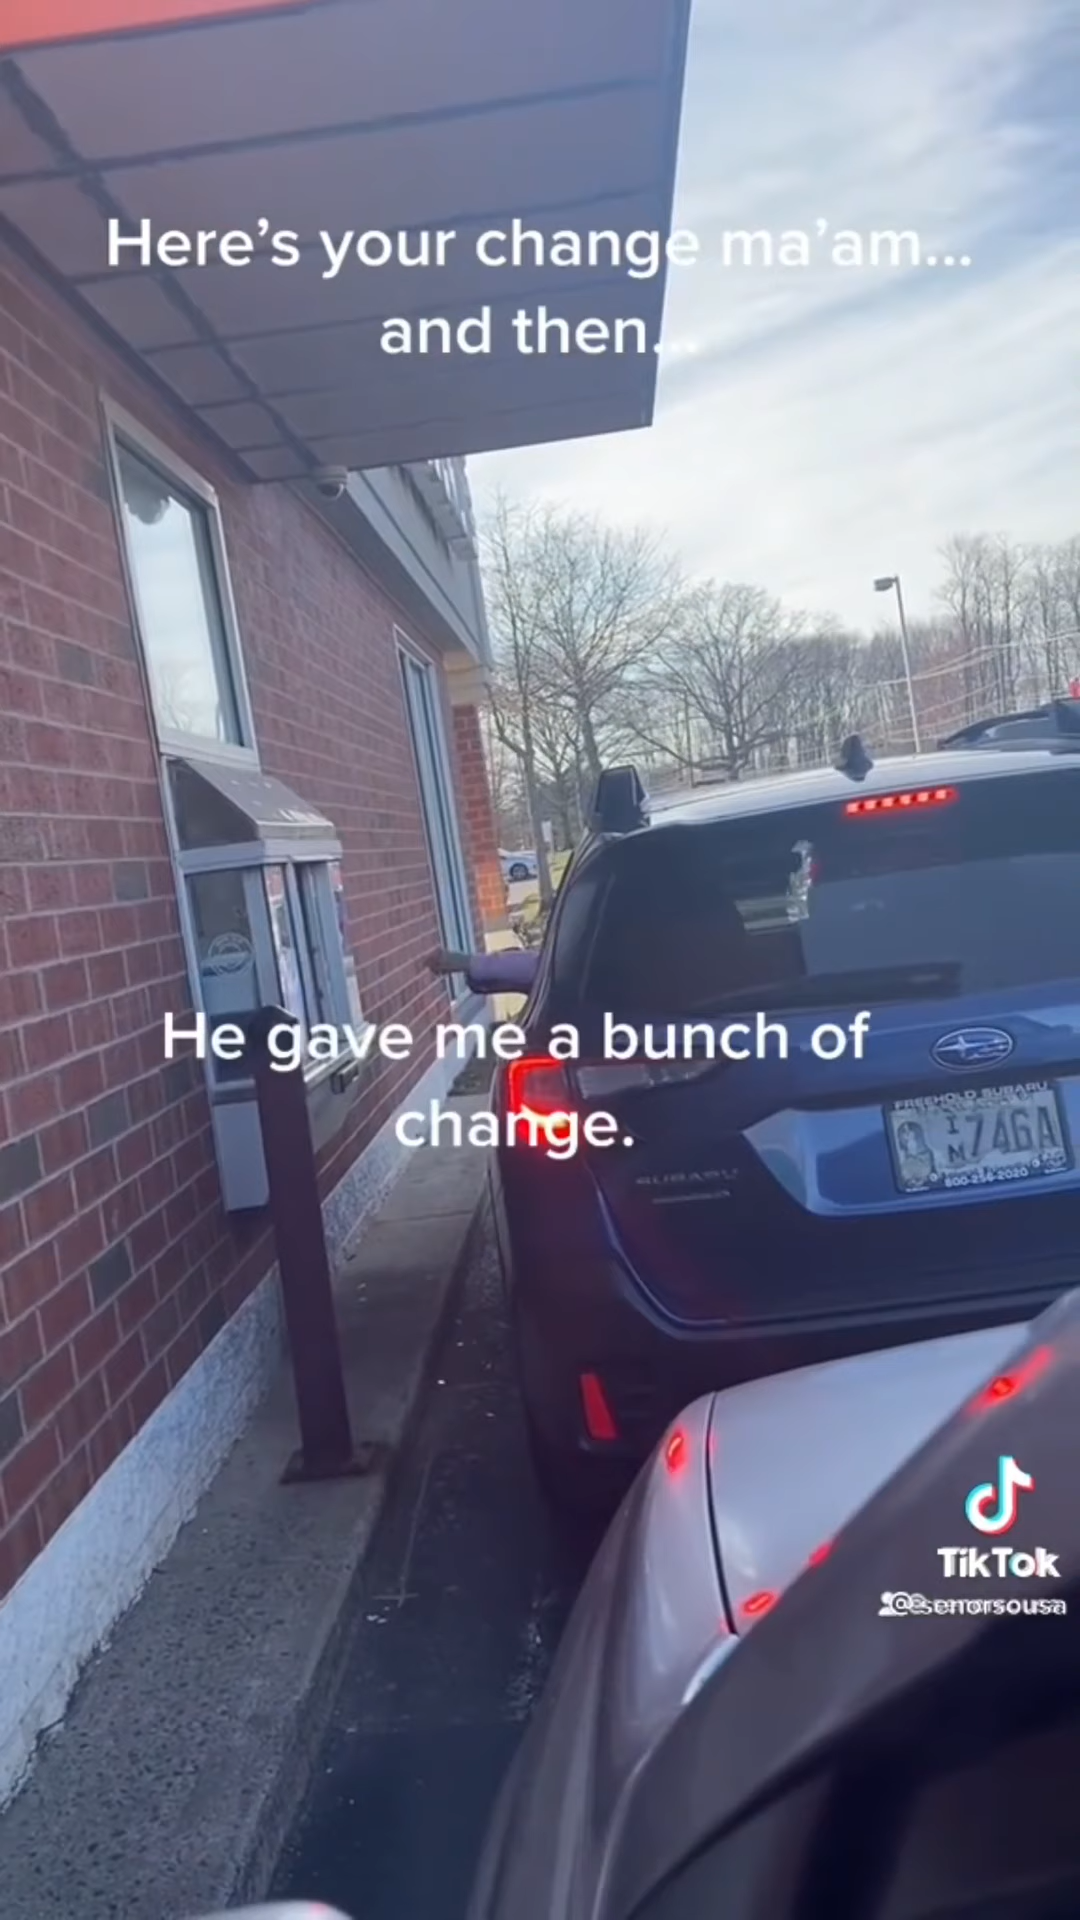 Here's your change ma'am...
and then...
He gave me a bunch of
change.
FREEHOLD SUBARU
I
M 746A
800-256-2020
SUBARU
TikTok
@senorsousa